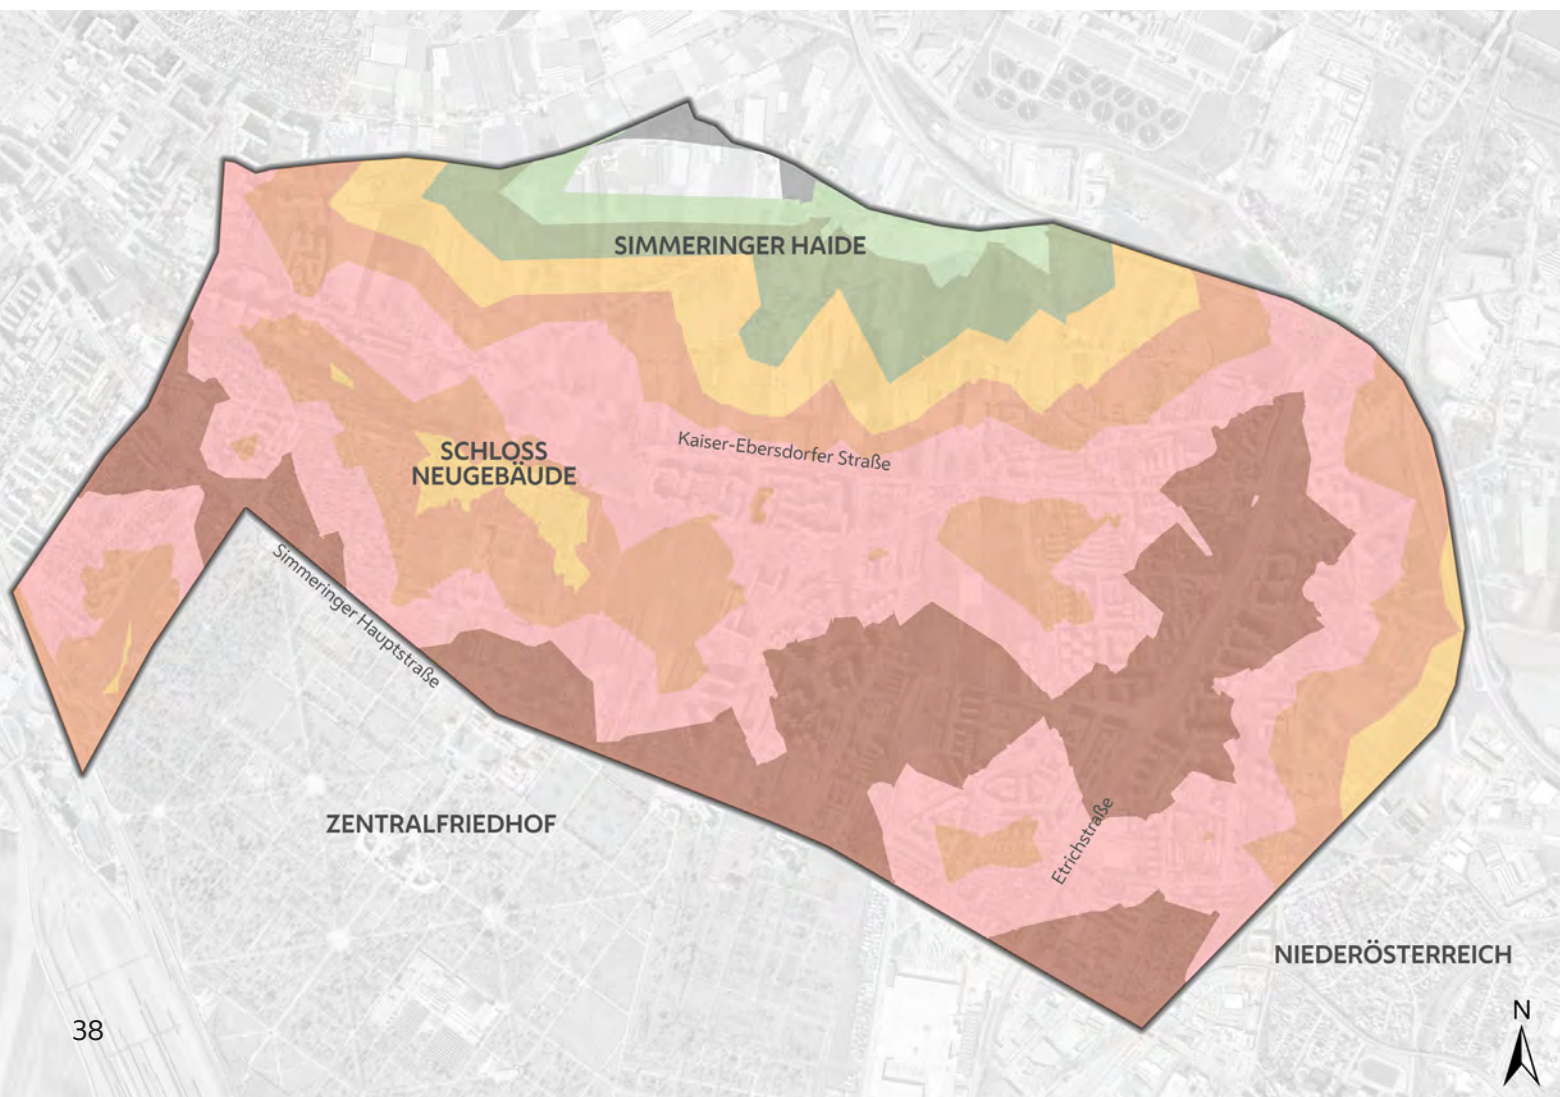 SIMMERINGER HAIDE
Kaiser-Ebersdorfer Straße
SCHLOSS
NEUGEBÄUDE
Simmeringer Hauptstraße
ZENTRALFRIEDHOF
Etrichstraße
NIEDERÖSTERREICH
38
N